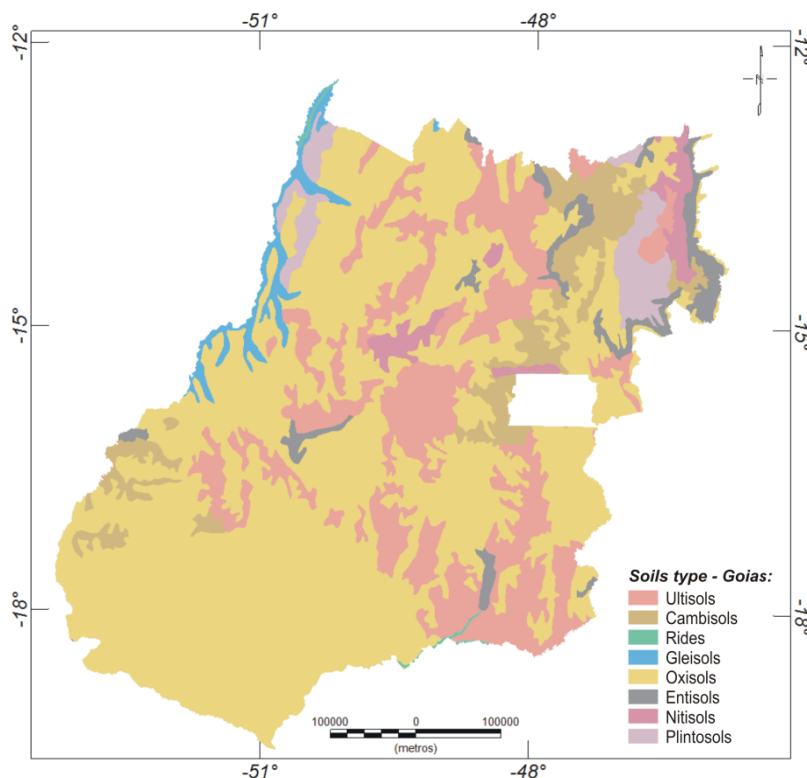 -51°
-48°
-12°
-12°
-15°
-15°
-18°
-18°
Soils type - Goias:
Ultisols
Cambisols
Rides
Gleisols
Oxisols
Entisols
Nitisols
Plintosols
100000 0 100000
(metros)
-51°
-48°